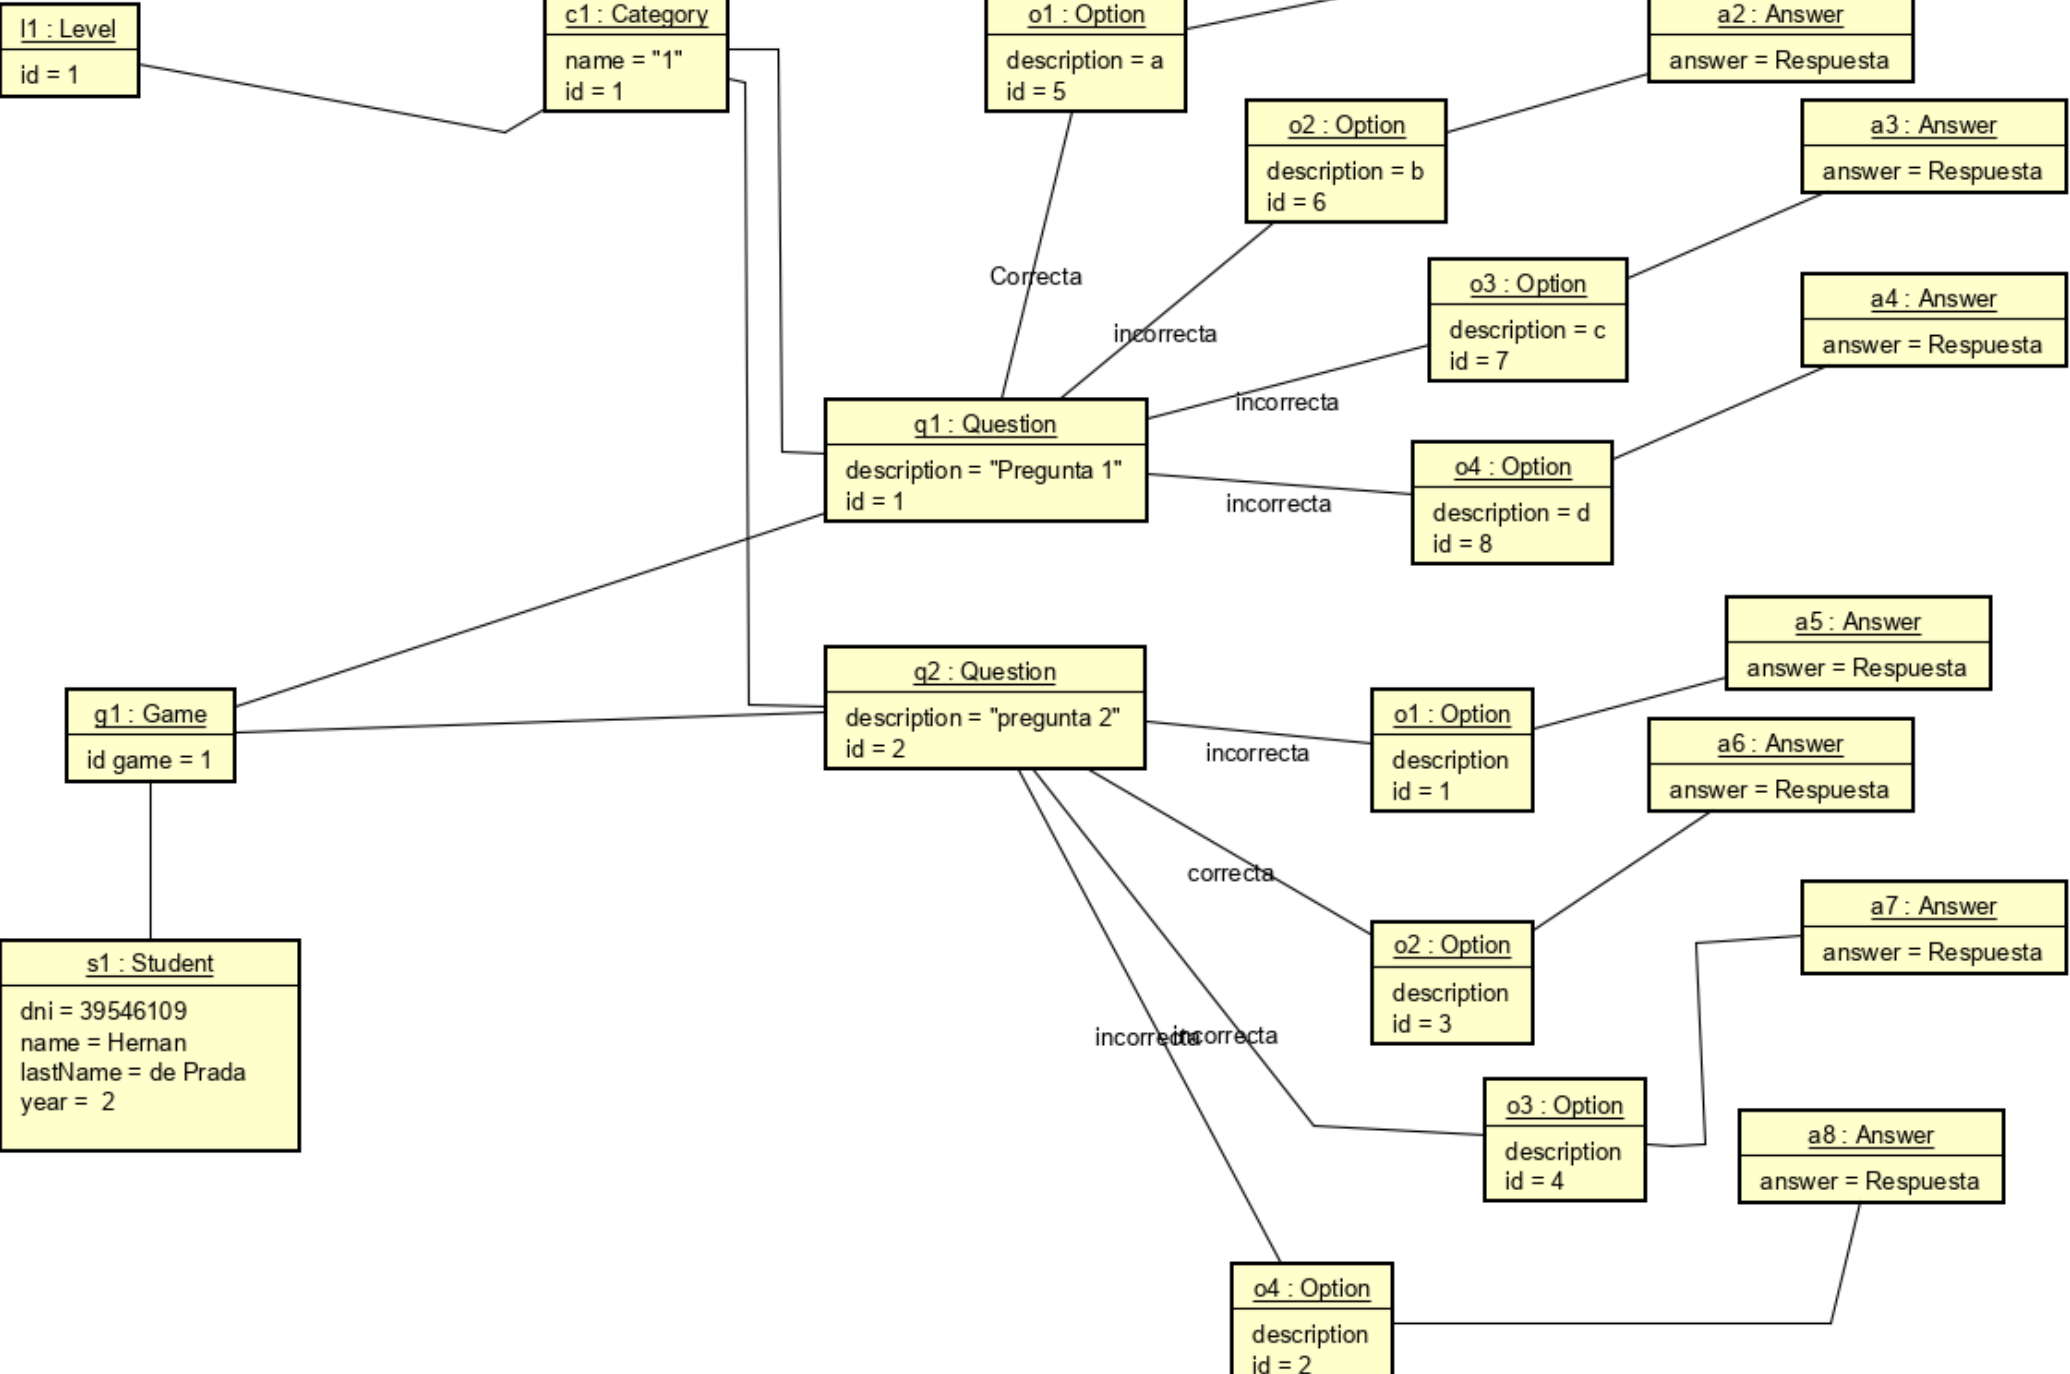 l1 : Level
id = 1
c1 : Category
name = "1"
id = 1
o1 : Option
description = a
id = 5
a2 : Answer
answer = Respuesta
o2 : Option
description = b
id = 6
a3 : Answer
answer = Respuesta
Correcta
incorrecta
o3 : Option
description = c
id = 7
a4 : Answer
answer = Respuesta
incorrecta
q1 : Question
description = "Pregunta 1"
id = 1
incorrecta
o4 : Option
description = d
id = 8
a5 : Answer
answer = Respuesta
q2 : Question
description = "pregunta 2"
id = 2
g1 : Game
id game = 1
incorrecta
o1 : Option
description
id = 1
a6 : Answer
answer = Respuesta
correcta
o2 : Option
description
id = 3
a7 : Answer
answer = Respuesta
s1 : Student
dni = 39546109
name = Hernan
lastName = de Prada
year =  2
incorrecta
incorrecta
o3 : Option
description
id = 4
a8 : Answer
answer = Respuesta
o4 : Option
description
id = 2